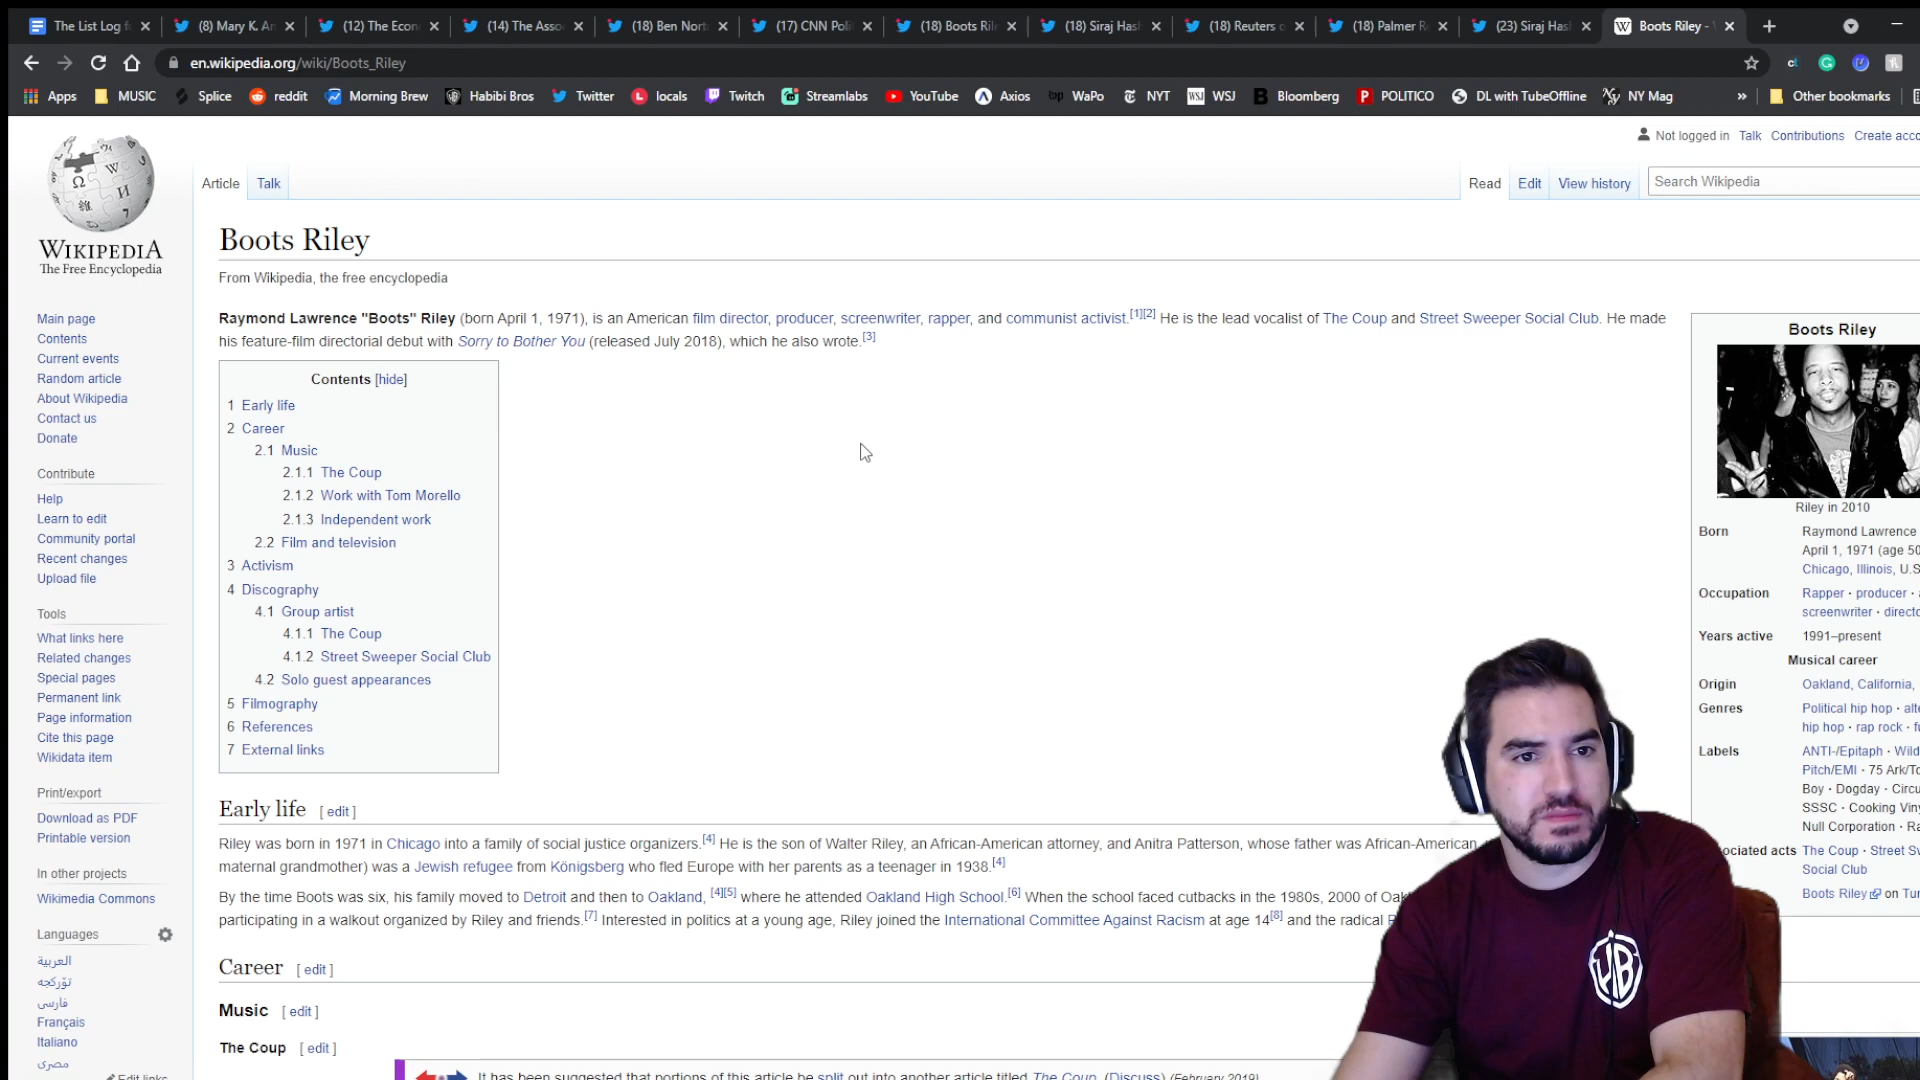 The List Log f
(8) Mary K. An
(12) The Econ
(14) The Asso
(18) Ben Nort
(17) CNN Poli
(18) Boots Rile
(18) Siraj Hash
(18) Reuters o
(18) Palmer R
(23) Siraj Hash
Boots Riley -
en.wikipedia.org/wiki/Boots_Riley
Apps MUSIC Splice reddit Morning Brew Habibi Bros Twitter locals Twitch Streamlabs YouTube Axios WaPo NYT WSJ Bloomberg POLITICO DL with TubeOffline NY Mag » Other bookmarks
Not logged in Talk Contributions Create acco
Article Talk Read Edit View history Search Wikipedia
WIKIPEDIA
The Free Encyclopedia
Main page
Contents
Current events
Random article
About Wikipedia
Contact us
Donate
Contribute
Help
Learn to edit
Community portal
Recent changes
Upload file
Tools
What links here
Related changes
Special pages
Permanent link
Page information
Cite this page
Wikidata item
Print/export
Download as PDF
Printable version
In other projects
Wikimedia Commons
Languages
العربية
تۆرکجه
فارسی
Français
Italiano
مصرى
Edit links
Boots Riley
From Wikipedia, the free encyclopedia
Raymond Lawrence "Boots" Riley (born April 1, 1971), is an American film director, producer, screenwriter, rapper, and communist activist.[1][2] He is the lead vocalist of The Coup and Street Sweeper Social Club. He made
his feature-film directorial debut with Sorry to Bother You (released July 2018), which he also wrote.[3]
Contents [hide]
1 Early life
2 Career
2.1 Music
2.1.1 The Coup
2.1.2 Work with Tom Morello
2.1.3 Independent work
2.2 Film and television
3 Activism
4 Discography
4.1 Group artist
4.1.1 The Coup
4.1.2 Street Sweeper Social Club
4.2 Solo guest appearances
5 Filmography
6 References
7 External links
Early life [ edit ]
Riley was born in 1971 in Chicago into a family of social justice organizers.[4] He is the son of Walter Riley, an African-American attorney, and Anitra Patterson, whose father was African-American
maternal grandmother) was a Jewish refugee from Königsberg who fled Europe with her parents as a teenager in 1938.[4]
By the time Boots was six, his family moved to Detroit and then to Oakland, [4][5] where he attended Oakland High School.[6] When the school faced cutbacks in the 1980s, 2000 of Oak
participating in a walkout organized by Riley and friends.[7] Interested in politics at a young age, Riley joined the International Committee Against Racism at age 14[8] and the radical P
Career [ edit ]
Music [ edit ]
The Coup [ edit ]
It has been suggested that portions of this article be split out into another article titled The Coup. (Discuss) (February 2019)
Boots Riley
Riley in 2010
Born Raymond Lawrence
April 1, 1971 (age 50
Chicago, Illinois, U.S
Occupation Rapper · producer ·
screenwriter · directo
Years active 1991–present
Musical career
Origin Oakland, California,
Genres Political hip hop · alte
hip hop · rap rock · fu
Labels ANTI-/Epitaph · Wild
Pitch/EMI · 75 Ark/To
Boy · Dogday · Circu
SSSC · Cooking Viny
Null Corporation · Ra
ociated acts The Coup · Street Sw
Social Club
Boots Riley on Tun
HB